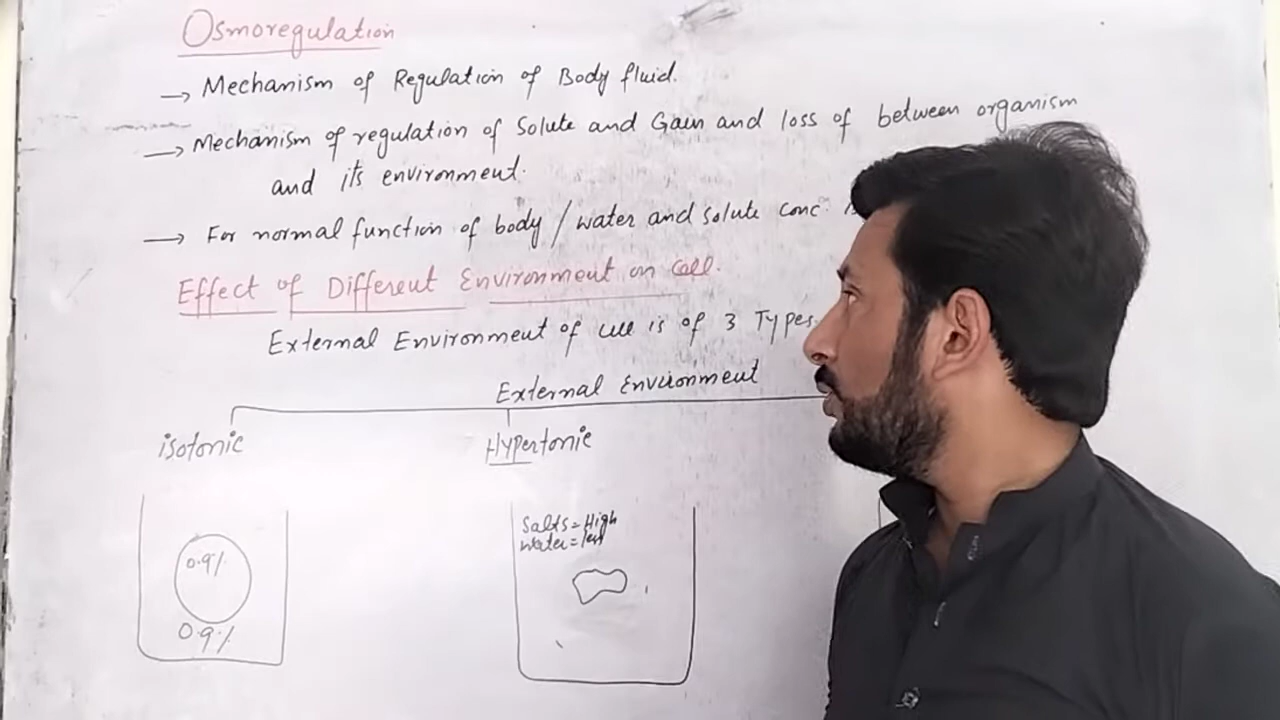 Osmoregulation
→ Mechanism of Regulation of Body fluid.
→ Mechanism of regulation of Solute and Gain and loss of between organism
and its environment.
→ For normal function of body / water and solute conc.
Effect of Different Environment on Cell.
External Environment of cell is of 3 Types.
External Environment
isotonic
Hypertonic
0.9%
0.9%
Salts = High
Water = less